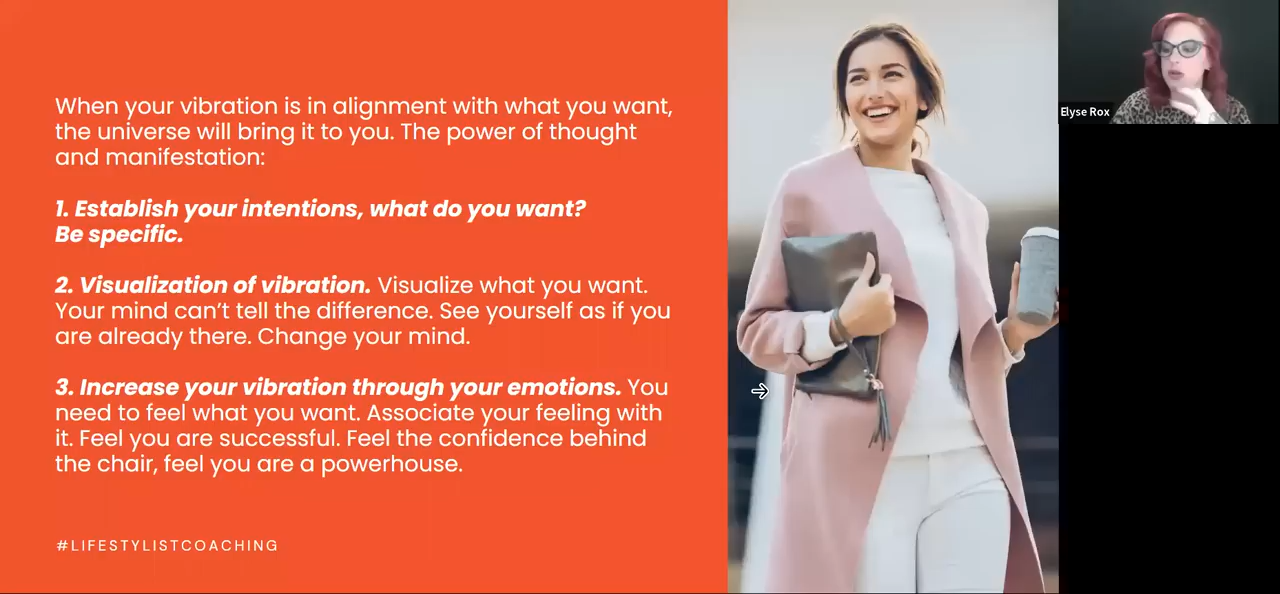 When your vibration is in alignment with what you want,
the universe will bring it to you. The power of thought
and manifestation:
1. Establish your intentions, what do you want?
Be specific.
2. Visualization of vibration. Visualize what you want.
Your mind can't tell the difference. See yourself as if you
are already there. Change your mind.
3. Increase your vibration through your emotions. You
need to feel what you want. Associate your feeling with
it. Feel you are successful. Feel the confidence behind
the chair, feel you are a powerhouse.
#LIFESTYLISTCOACHING
Elyse Rox